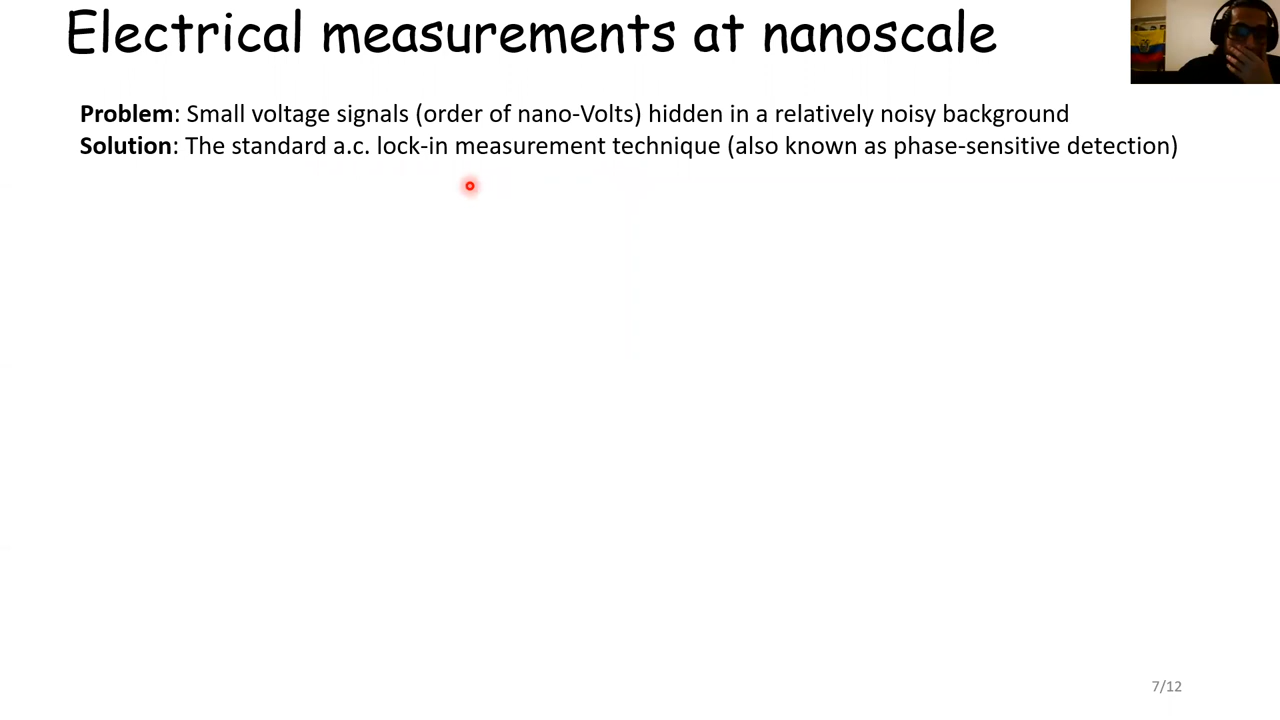 Electrical measurements at nanoscale
Problem: Small voltage signals (order of nano-Volts) hidden in a relatively noisy background
Solution: The standard a.c. lock-in measurement technique (also known as phase-sensitive detection)
7/12